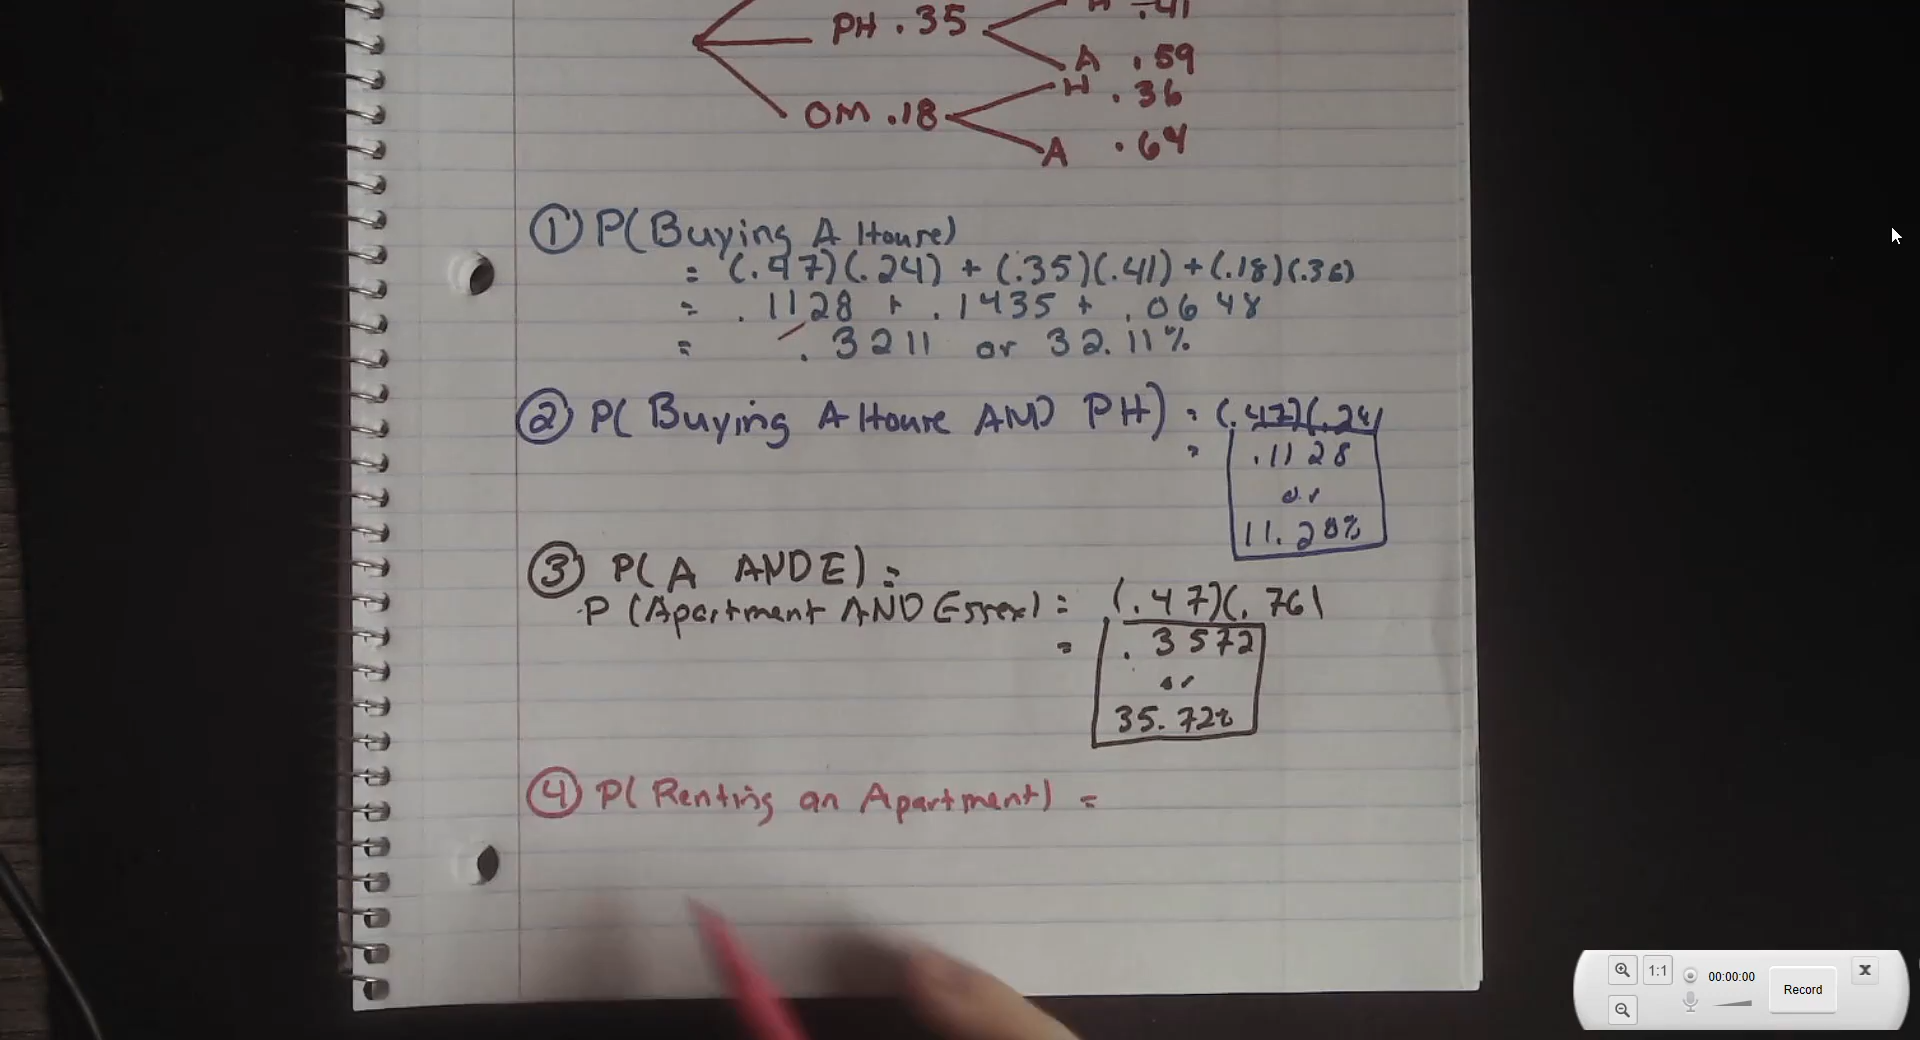 PH .35
H .41
A .59
H .36
OM .18
A .64
① P(Buying A House)
= (.47)(.24) + (.35)(.41) + (.18)(.36)
= .1128 + .1435 + .0648
= .3211 or 32.11%
② P(Buying A House AND PH) = (.47)(.24)
= .1128
or
11.28%
③ P(A AND E) =
P(Apartment AND Essex) = (.47)(.76)
= .3572
or
35.72%
④ P(Renting an Apartment) =
1:1
00:00:00
Record